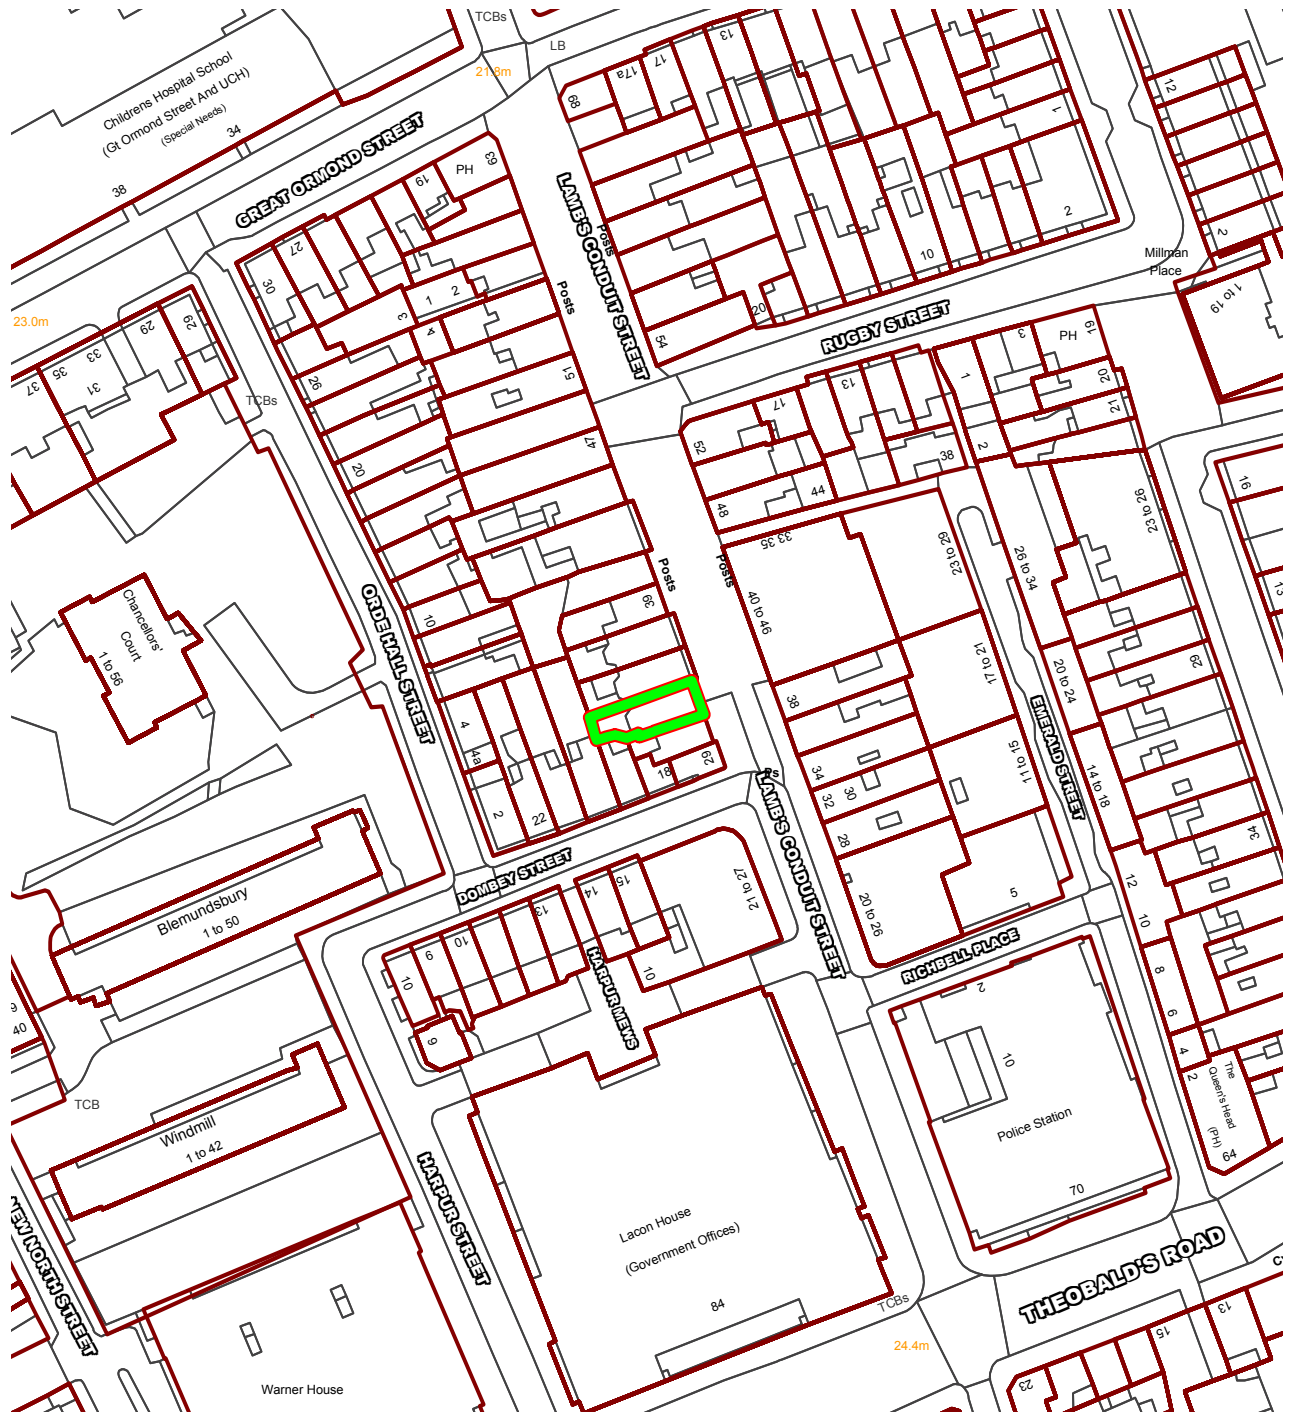 TCBs
LB
21.8m
Childrens Hospital School
(Gt Ormond Street And UCH)
(Special Needs)
34
38
GREAT ORMOND STREET
68
17a
17
13
1
2
10
20
54
12
2
Millman
Place
1 to 19
LAMB'S CONDUIT STREET
Posts
Posts
RUGBY STREET
63
PH
19
27
30
1
2
3
4
26
20
10
51
47
23.0m
37
35
33
31
29
29
TCBs
52
17
13
48
44
38
1
2
3
PH
19
20
21
16
13
33 35
40 to 46
23 to 29
17 to 21
11 to 15
26 to 34
23 to 26
20 to 24
29
14 to 18
34
Posts
Posts
39
ORDE HALL STREET
Chancellors'
Court
1 to 56
4
4a
2
22
18
29
38
34
32
30
28
20 to 26
5
EMERALD STREET
LAMB'S CONDUIT STREET
DOMBEY STREET
Blemundsbury
1 to 50
15
14
13
10
6
10
9
21 to 27
10
HARPUR MEWS
RICHBELL PLACE
12
10
8
6
4
2
The
Queen's Head
(PH)
64
2
10
Police Station
70
9
40
TCB
Windmill
1 to 42
HARPUR STREET
NEW NORTH STREET
Lacon House
(Government Offices)
84
TCBs
24.4m
THEOBALD'S ROAD
Warner House
23
15
13